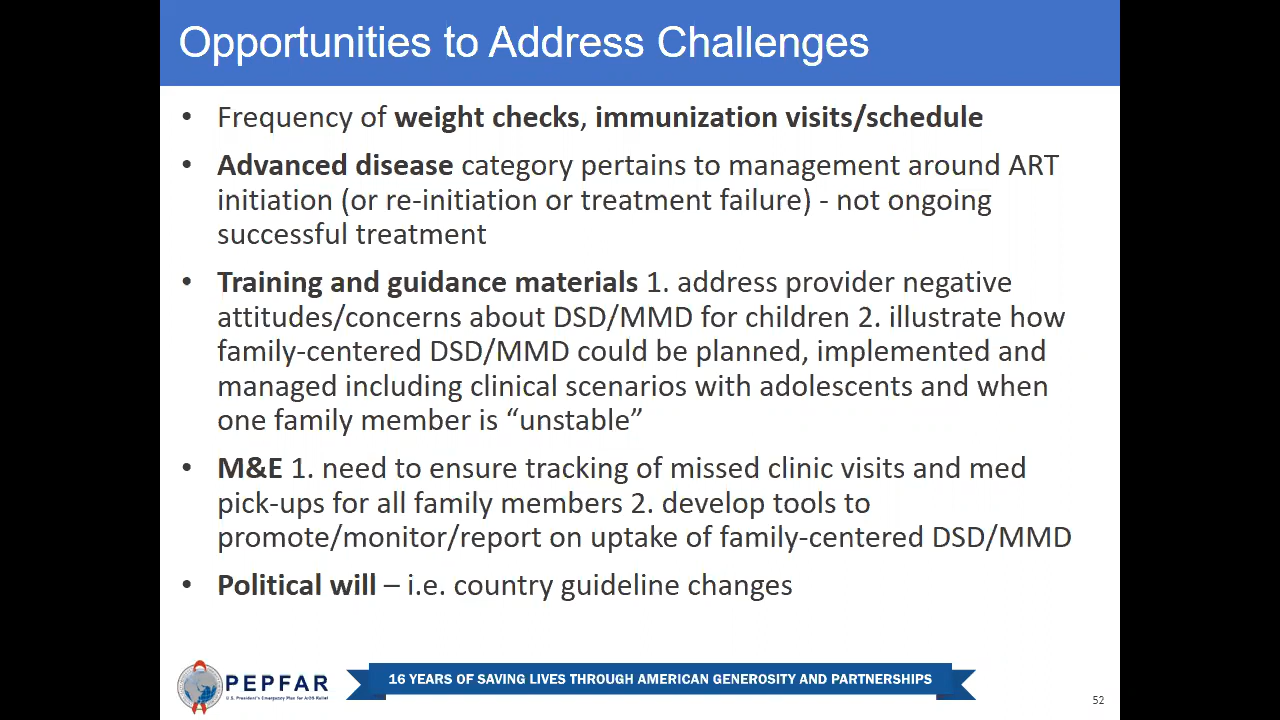 Opportunities to Address Challenges
• Frequency of weight checks, immunization visits/schedule
• Advanced disease category pertains to management around ART
initiation (or re-initiation or treatment failure) - not ongoing
successful treatment
• Training and guidance materials 1. address provider negative
attitudes/concerns about DSD/MMD for children 2. illustrate how
family-centered DSD/MMD could be planned, implemented and
managed including clinical scenarios with adolescents and when
one family member is “unstable”
• M&E 1. need to ensure tracking of missed clinic visits and med
pick-ups for all family members 2. develop tools to
promote/monitor/report on uptake of family-centered DSD/MMD
• Political will – i.e. country guideline changes
PEPFAR
U.S. President's Emergency Plan for AIDS Relief
16 YEARS OF SAVING LIVES THROUGH AMERICAN GENEROSITY AND PARTNERSHIPS
52